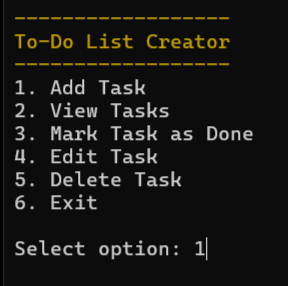 ------------------
To-Do List Creator
------------------
1. Add Task
2. View Tasks
3. Mark Task as Done
4. Edit Task
5. Delete Task
6. Exit

Select option: 1